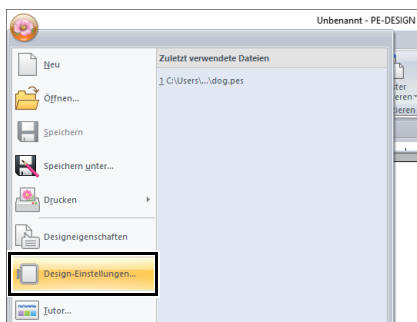 Unbenannt - PE-DESIGN
Neu
Öffnen...
Speichern
Speichern unter...
Drucken
Designeigenschaften
Design-Einstellungen...
Tutor...
Zuletzt verwendete Dateien
1 C:\Users\...\dog.pes